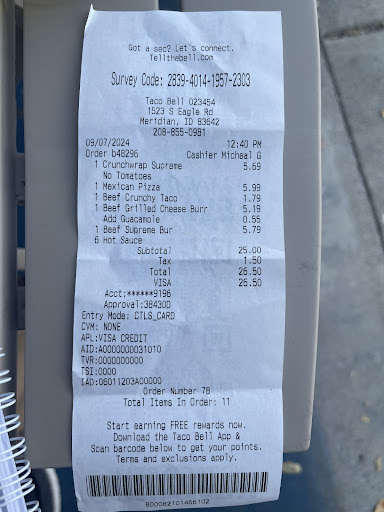 Got a sec? Let's connect.
Tellthebell.com
Survey Code: 2839-4014-1957-2303
Taco Bell 023454
1523 S Eagle Rd
Meridian, ID 83642
208-855-0981
09/07/2024 12:40 PM
Order b48296 Cashier Micheal G
1 Crunchwrap Supreme 5.69
No Tomatoes
1 Mexican Pizza 5.99
1 Beef Crunchy Taco 1.79
1 Beef Grilled Cheese Burr 5.19
Add Guacamole 0.55
1 Beef Supreme Bur 5.79
6 Hot Sauce
Subtotal 25.00
Tax 1.50
Total 26.50
VISA 26.50
Acct:******9196
Approval:38430D
Entry Mode: CTLS_CARD
CVM: NONE
APL:VISA CREDIT
AID:A0000000031010
TVR:0000000000
TSI:0000
IAD:06011203A00000
Order Number 78
Total Items In Order: 11
Start earning FREE rewards now.
Download the Taco Bell App &
Scan barcode below to get your points.
Terms and exclusions apply.
800082101466102